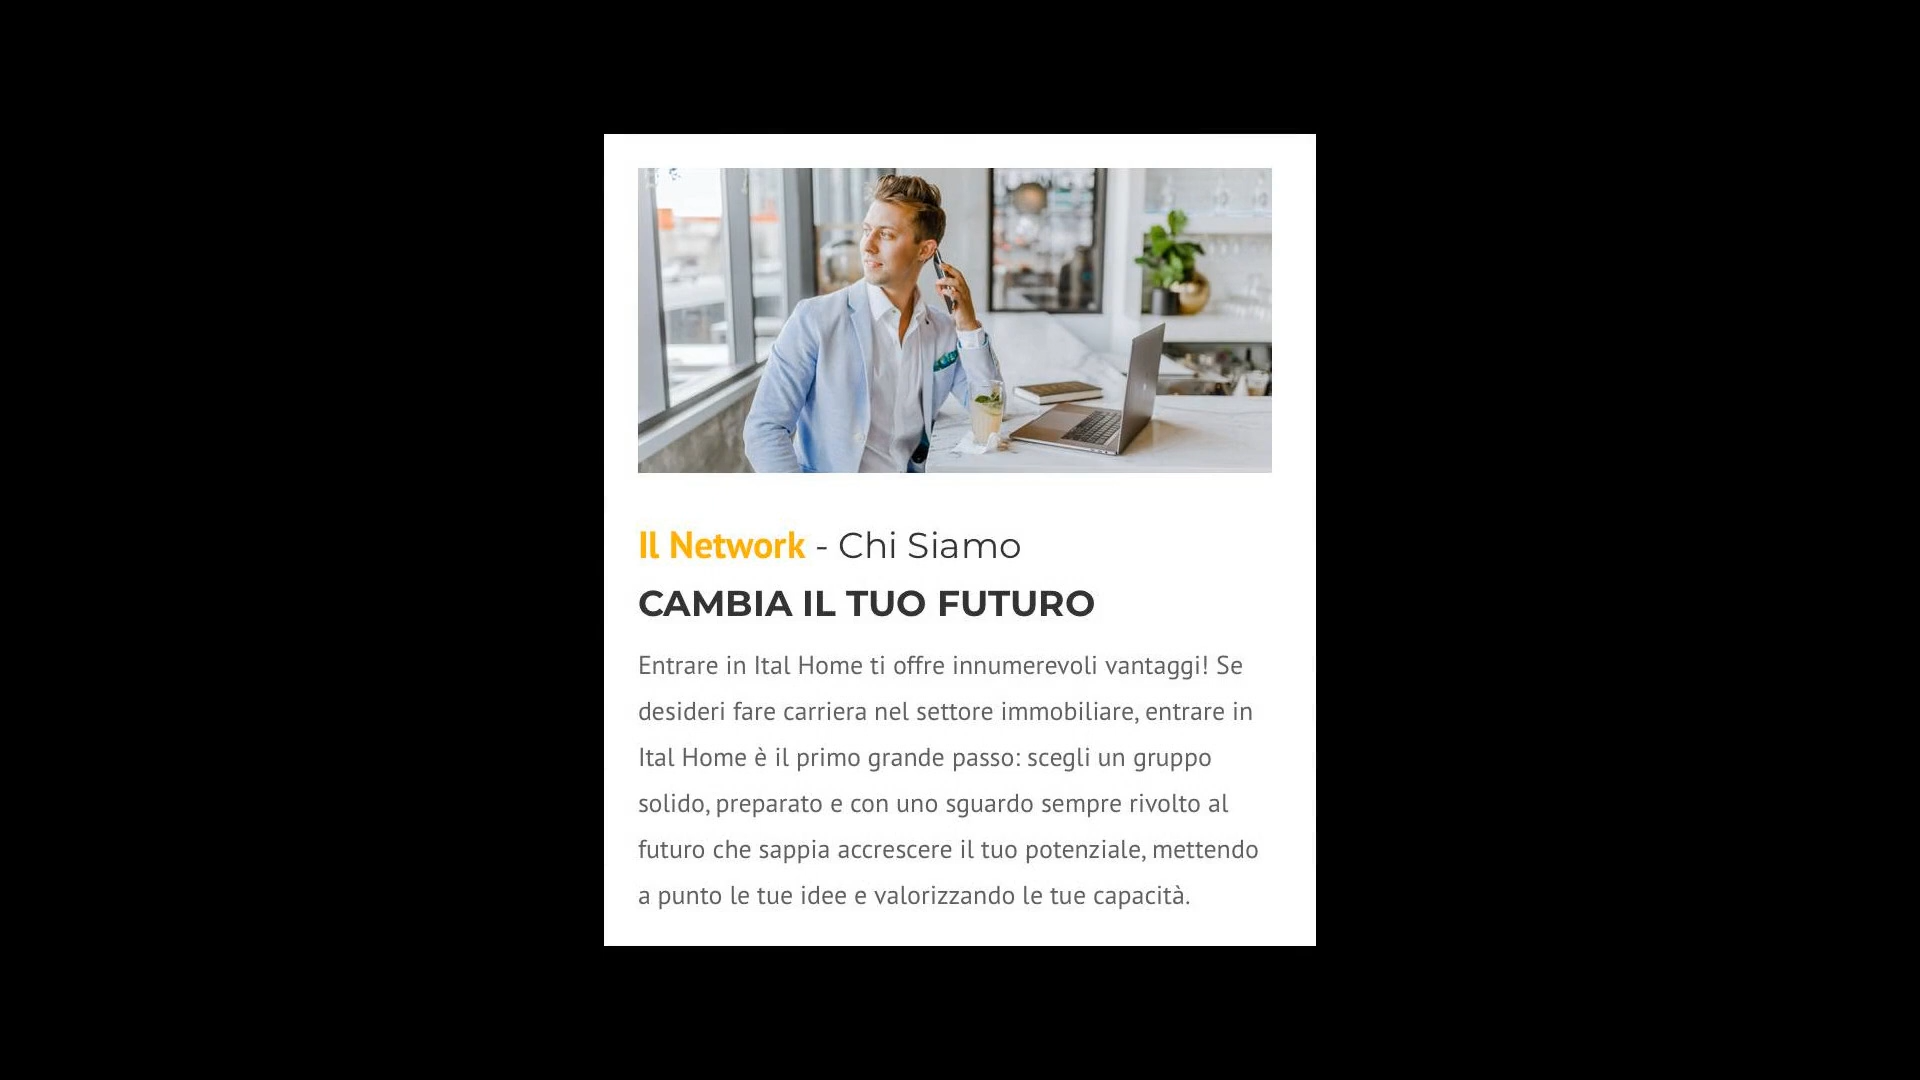 Il Network - Chi Siamo
CAMBIA IL TUO FUTURO
Entrare in Ital Home ti offre innumerevoli vantaggi! Se
desideri fare carriera nel settore immobiliare, entrare in
Ital Home è il primo grande passo: scegli un gruppo
solido, preparato e con uno sguardo sempre rivolto al
futuro che sappia accrescere il tuo potenziale, mettendo
a punto le tue idee e valorizzando le tue capacità.